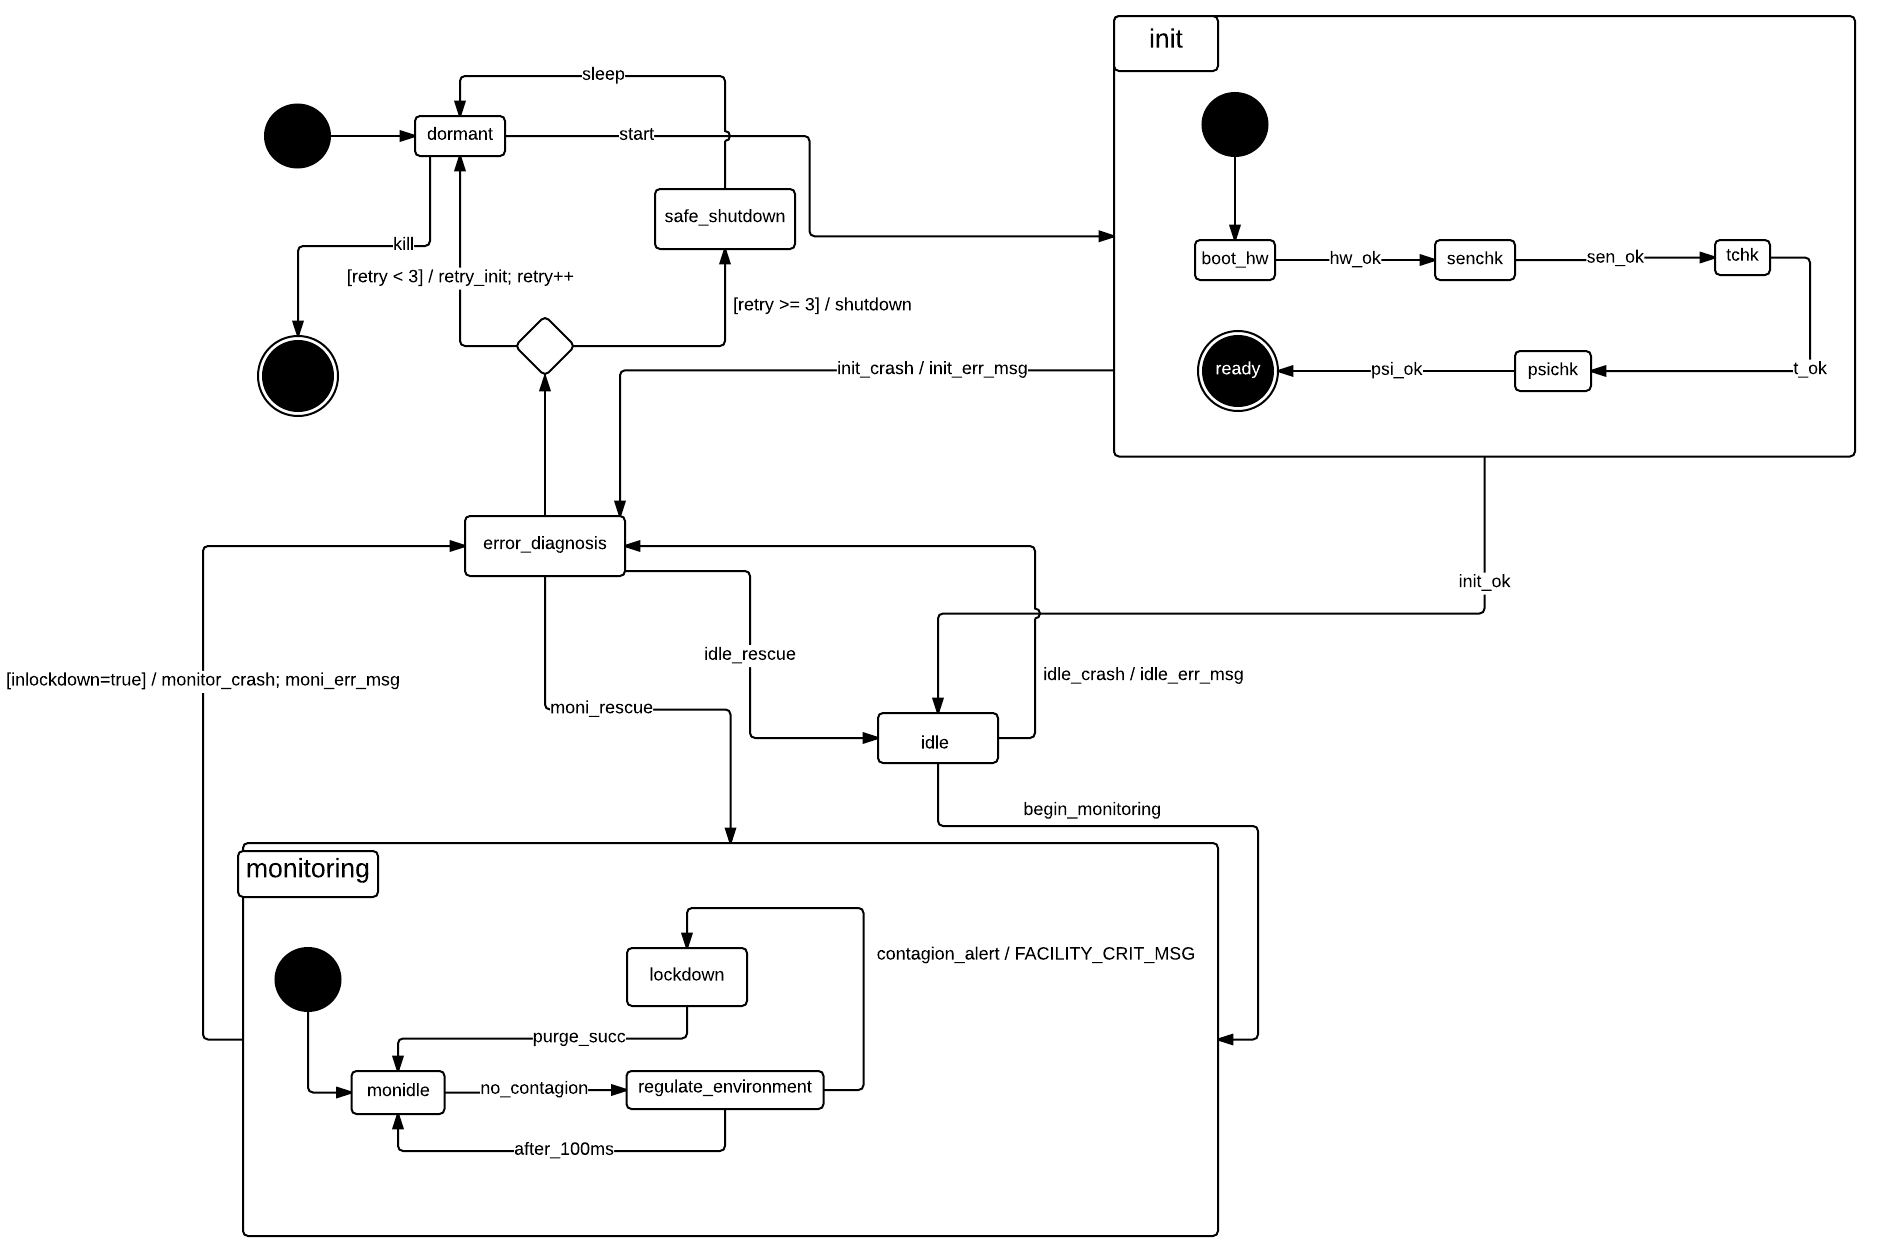 init
sleep
dormant
start
safe_shutdown
kill
[retry < 3] / retry_init; retry++
[retry >= 3] / shutdown
boot_hw
hw_ok
senchk
sen_ok
tchk
init_crash / init_err_msg
ready
psi_ok
psichk
t_ok
error_diagnosis
init_ok
idle_rescue
[inlockdown=true] / monitor_crash; moni_err_msg
idle_crash / idle_err_msg
moni_rescue
idle
begin_monitoring
monitoring
contagion_alert / FACILITY_CRIT_MSG
lockdown
purge_succ
monidle
no_contagion
regulate_environment
after_100ms